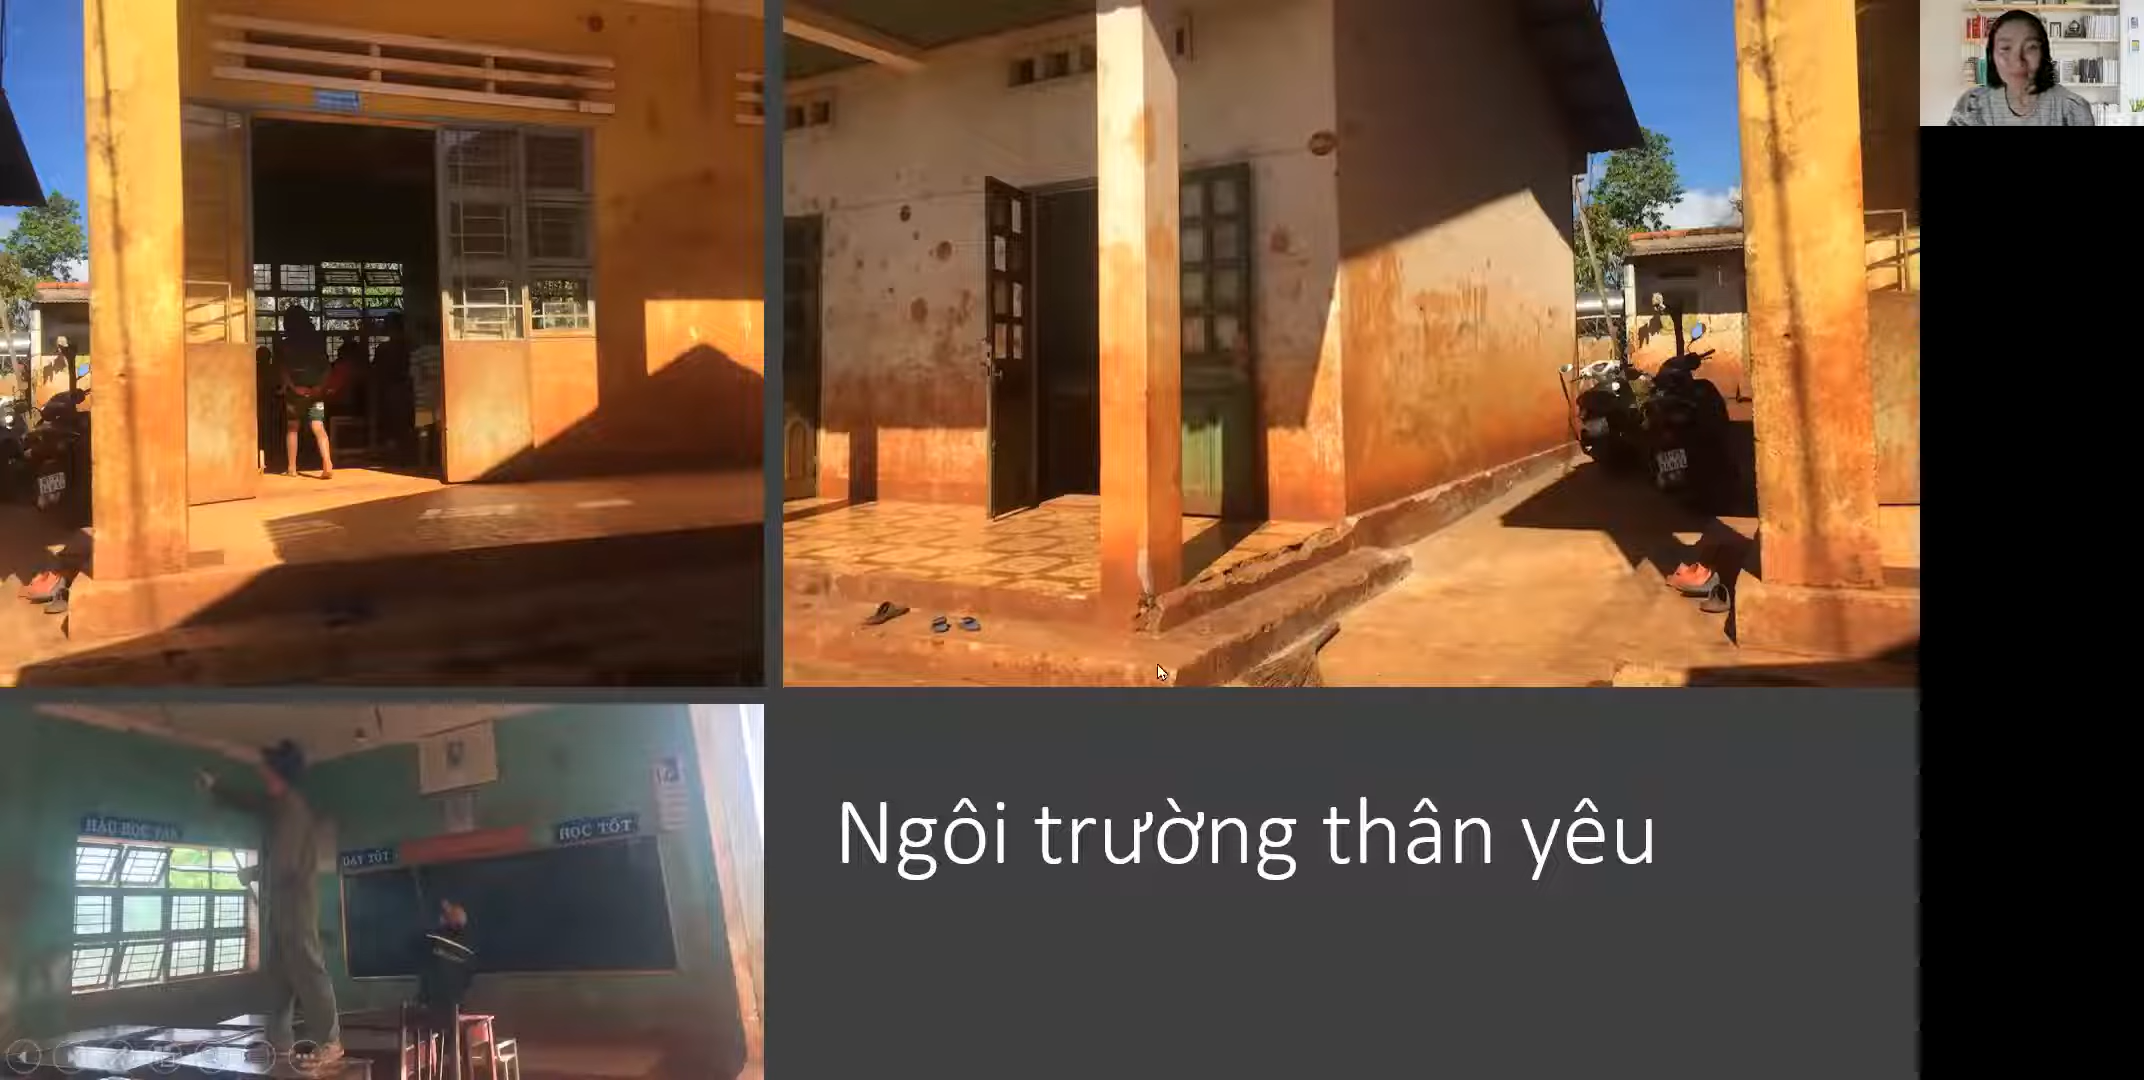 DẠY TỐT
HỌC TỐT
Ngôi trường thân yêu